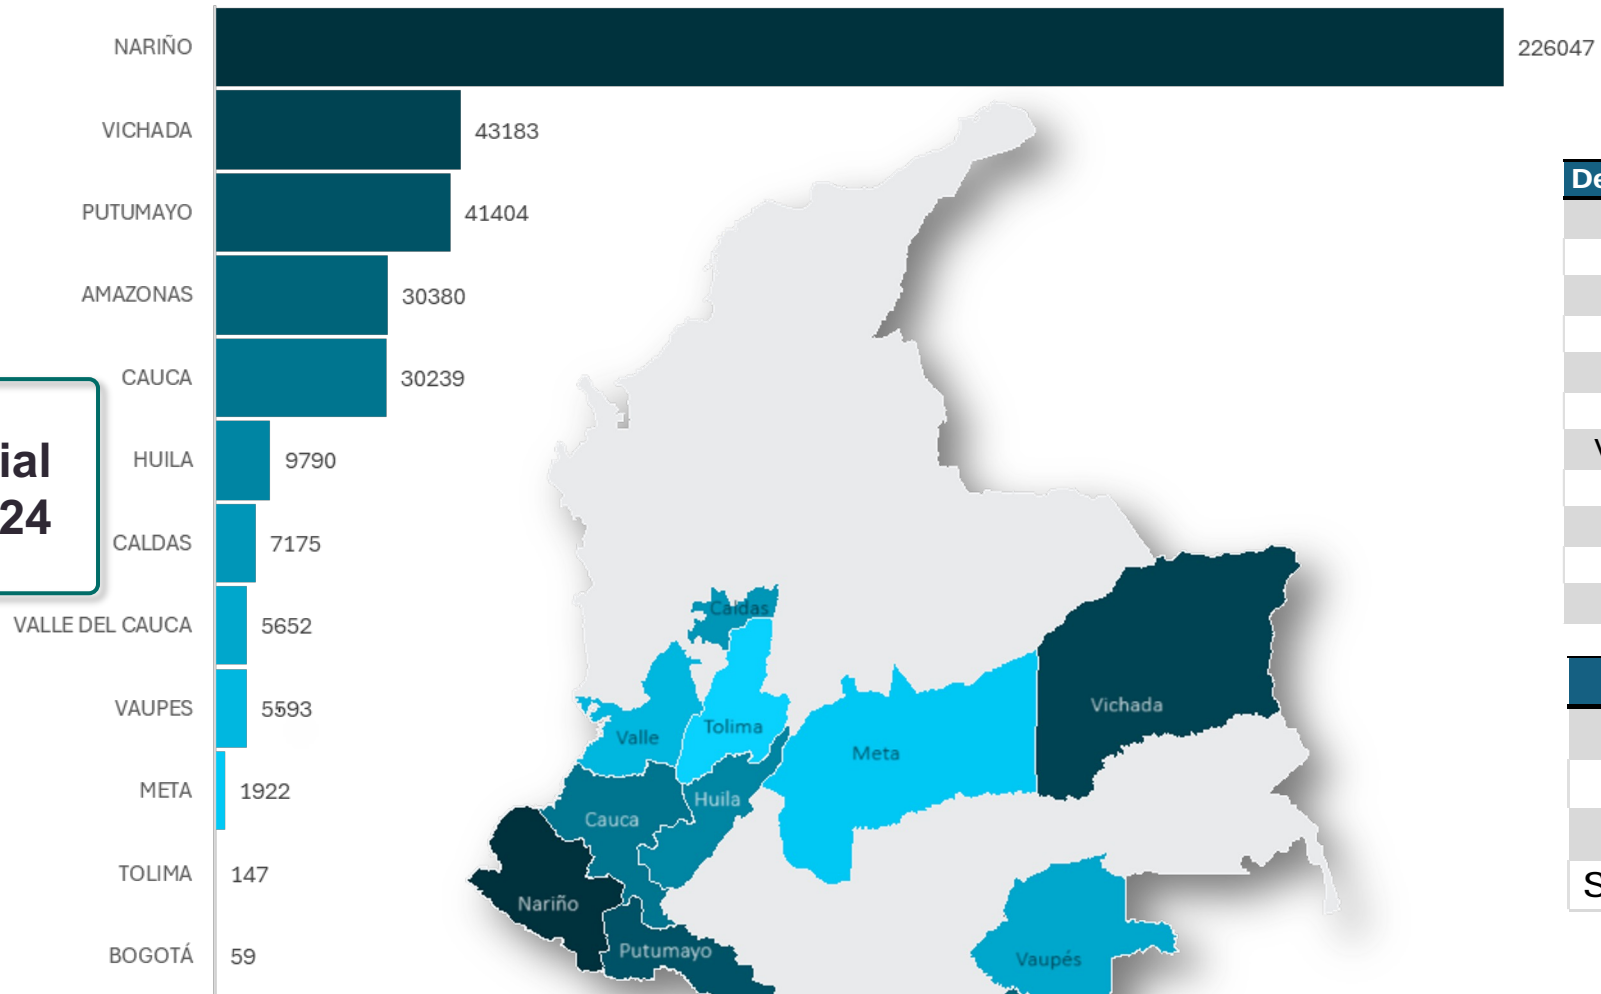 NARIÑO 226047
VICHADA 43183
PUTUMAYO 41404
AMAZONAS 30380
CAUCA 30239
HUILA 9790
CALDAS 7175
VALLE DEL CAUCA 5652
VAUPES 5593
META 1922
TOLIMA 147
BOGOTÁ 59
ial
24
Caldas
Valle
Tolima
Meta
Vichada
Huila
Cauca
Nariño
Putumayo
Vaupés
De
V
S